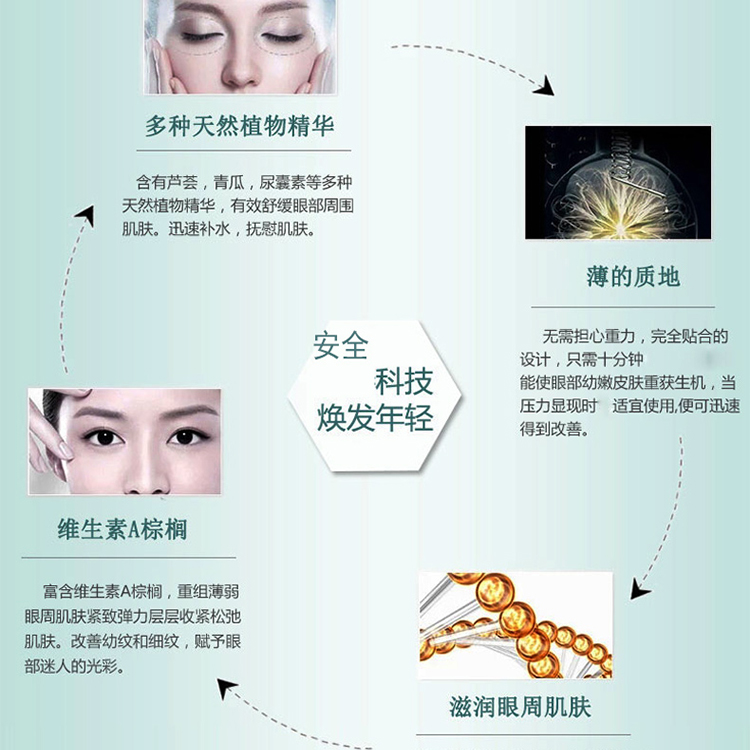 多种天然植物精华
含有芦荟，青瓜，尿囊素等多种
天然植物精华，有效舒缓眼部周围
肌肤。迅速补水，抚慰肌肤。
薄的质地
无需担心重力，完全贴合的
设计，只需十分钟
能使眼部幼嫩皮肤重获生机，当
压力显现时 适宜使用,便可迅速
得到改善。
安全
科技
焕发年轻
维生素A棕榈
富含维生素A棕榈，重组薄弱
眼周肌肤紧致弹力层层收紧松弛
肌肤。改善幼纹和细纹，赋予眼
部迷人的光彩。
滋润眼周肌肤